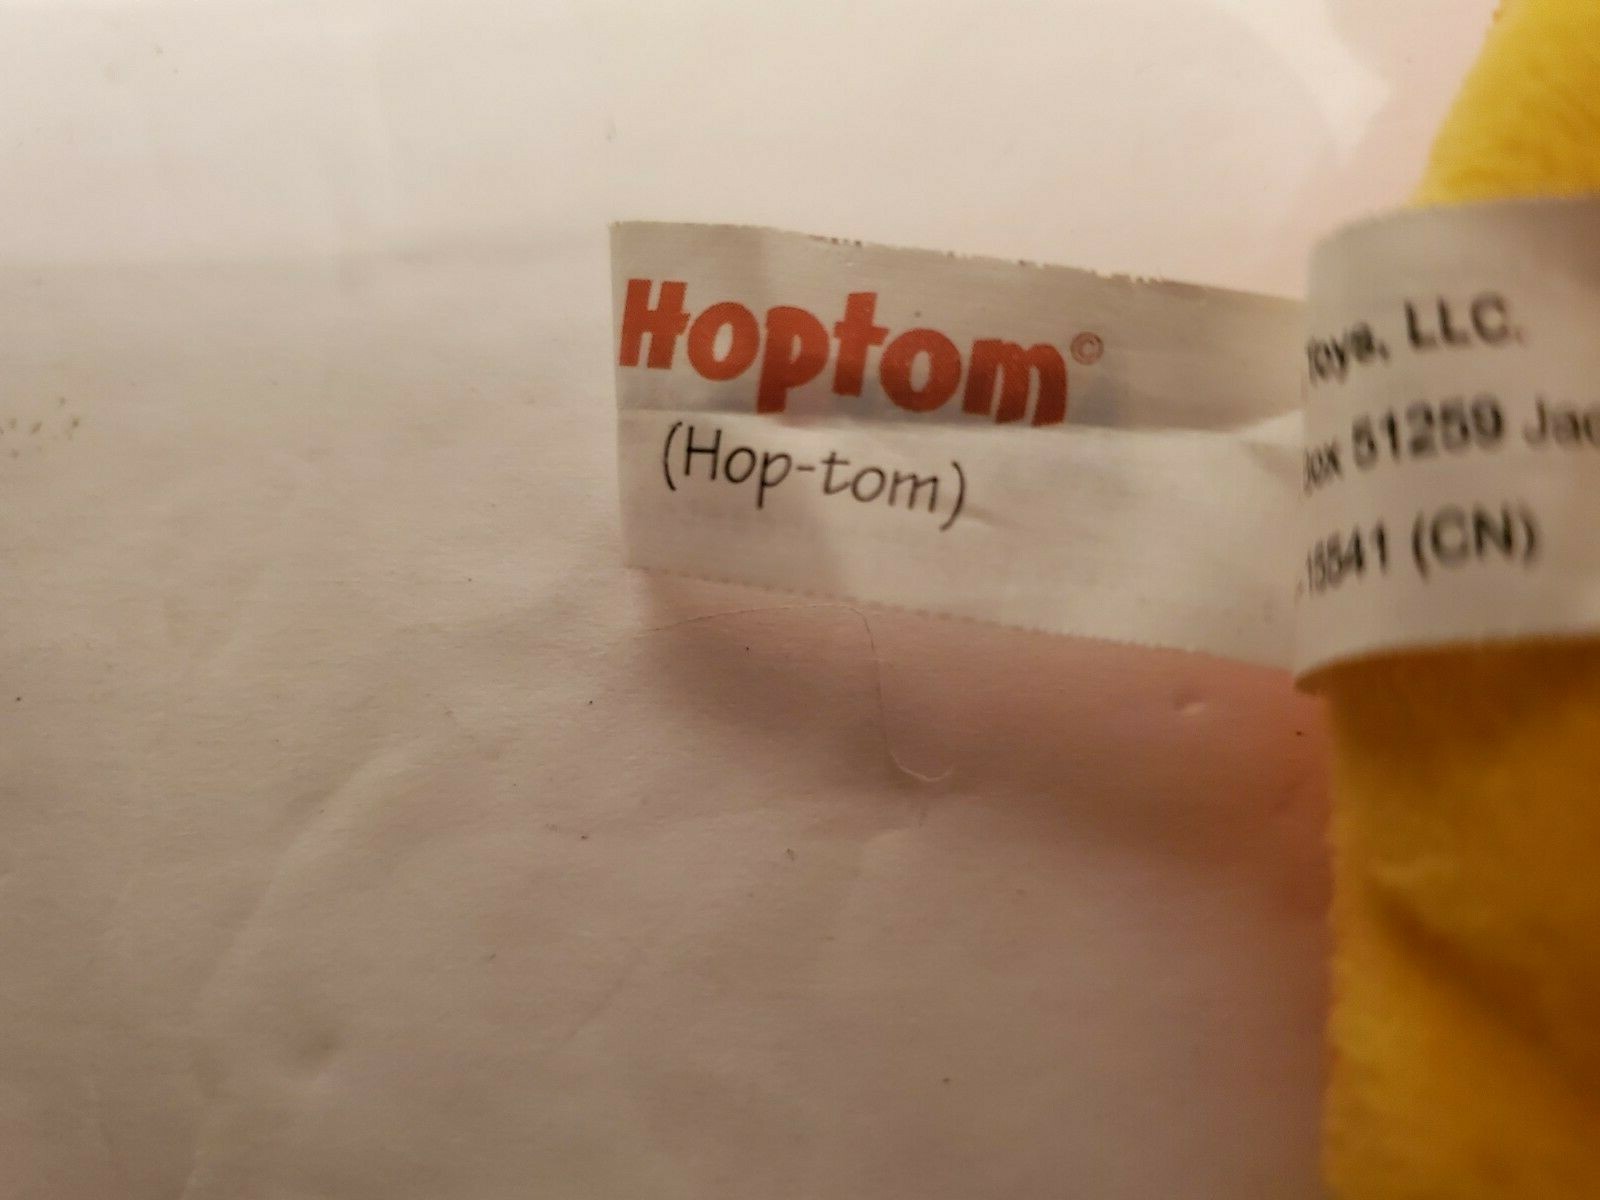 Hoptom©
(Hop-tom)
Toys, LLC.
Box 51259 Jac
15541 (CN)